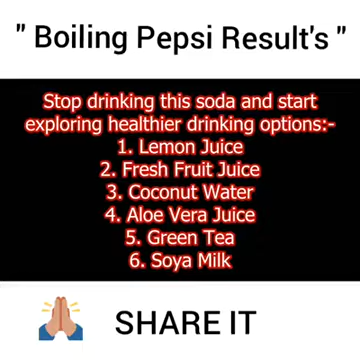 " Boiling Pepsi Result's "
Stop drinking this soda and start
exploring healthier drinking options:-
1. Lemon Juice
2. Fresh Fruit Juice
3. Coconut Water
4. Aloe Vera Juice
5. Green Tea
6. Soya Milk
SHARE IT